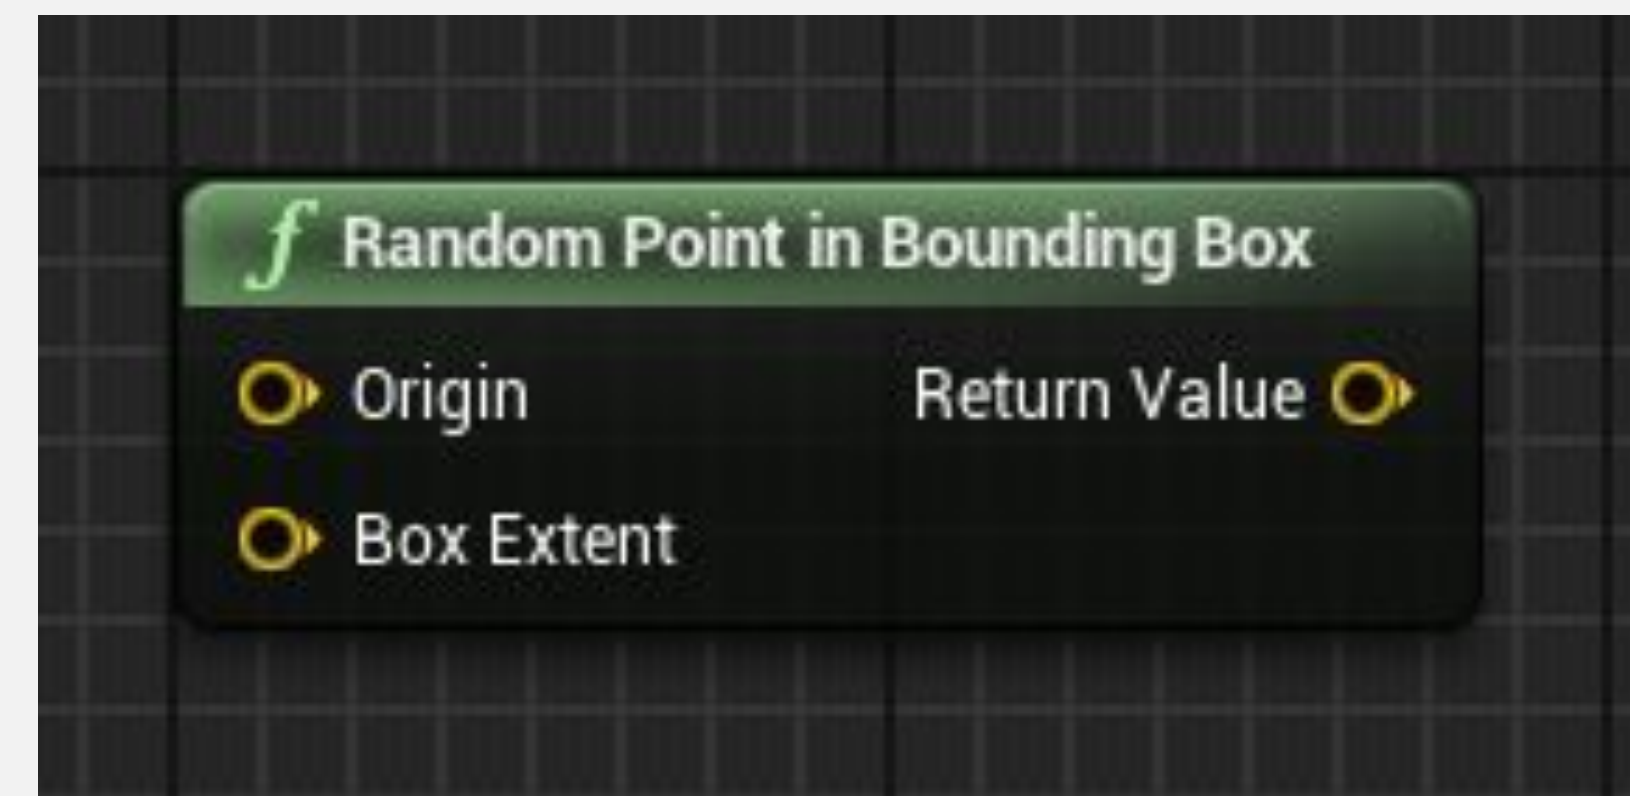 f Random Point in Bounding Box
Origin Return Value
Box Extent